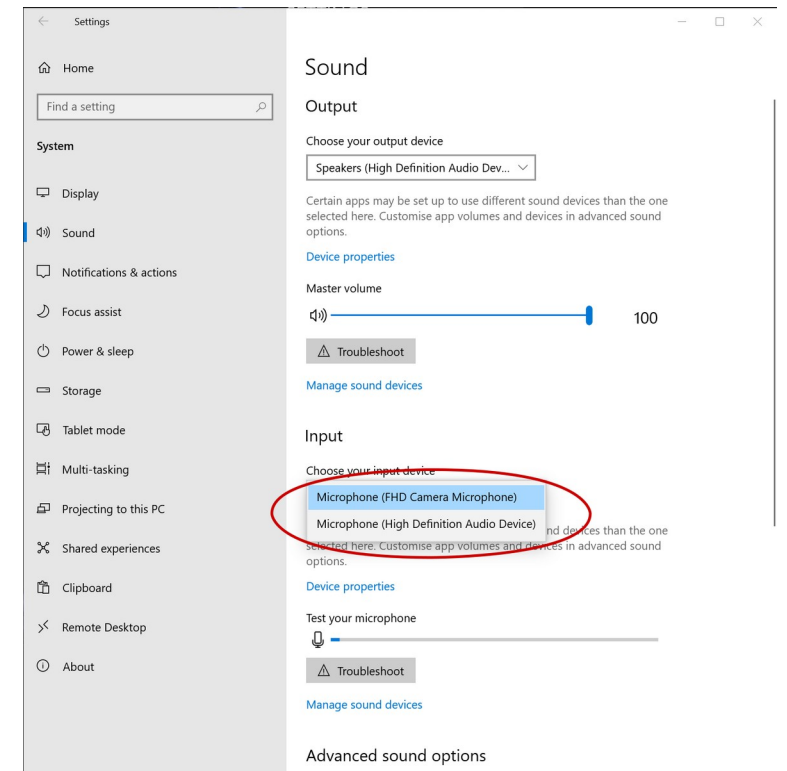 Settings
Home
Find a setting
System
Display
Sound
Notifications & actions
Focus assist
Power & sleep
Storage
Tablet mode
Multi-tasking
Projecting to this PC
Shared experiences
Clipboard
Remote Desktop
About
Sound
Output
Choose your output device
Speakers (High Definition Audio Dev...
Certain apps may be set up to use different sound devices than the one
selected here. Customise app volumes and devices in advanced sound
options.
Device properties
Master volume
100
Troubleshoot
Manage sound devices
Input
Choose your input device
Microphone (FHD Camera Microphone)
Microphone (High Definition Audio Device)
nd devices than the one
selected here. Customise app volumes and devices in advanced sound
options.
Device properties
Test your microphone
Troubleshoot
Manage sound devices
Advanced sound options